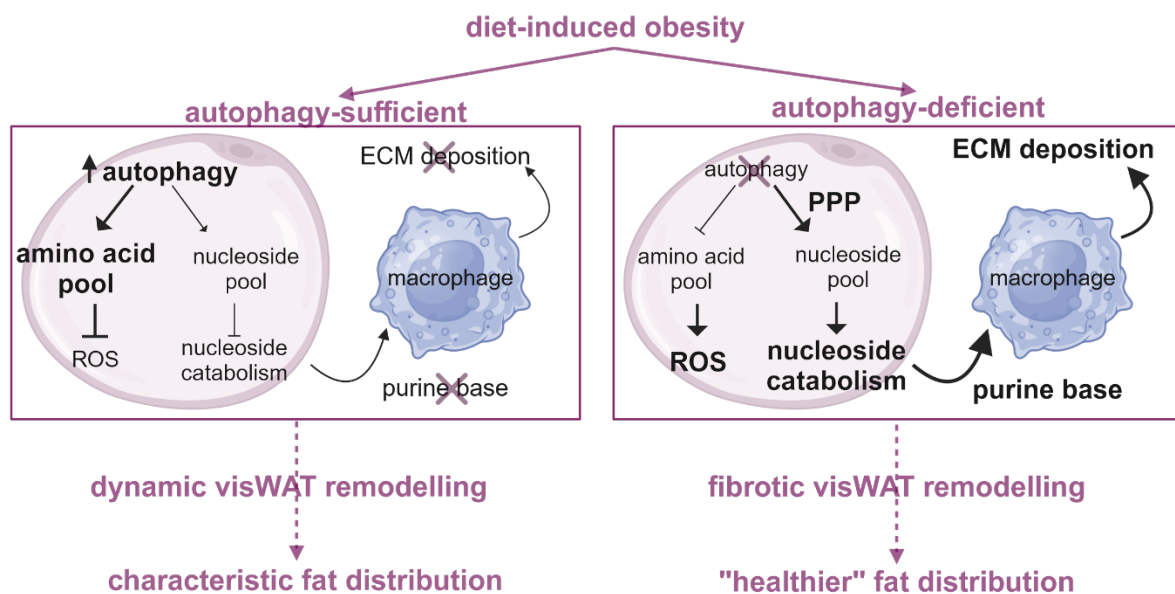 diet-induced obesity
autophagy-sufficient
autophagy
amino acid
pool
ROS
nucleoside
pool
nucleoside
catabolism
ECM deposition
macrophage
purine base
dynamic visWAT remodelling
characteristic fat distribution
autophagy-deficient
autophagy
PPP
amino acid
pool
ROS
nucleoside
pool
nucleoside
catabolism
ECM deposition
macrophage
purine base
fibrotic visWAT remodelling
"healthier" fat distribution